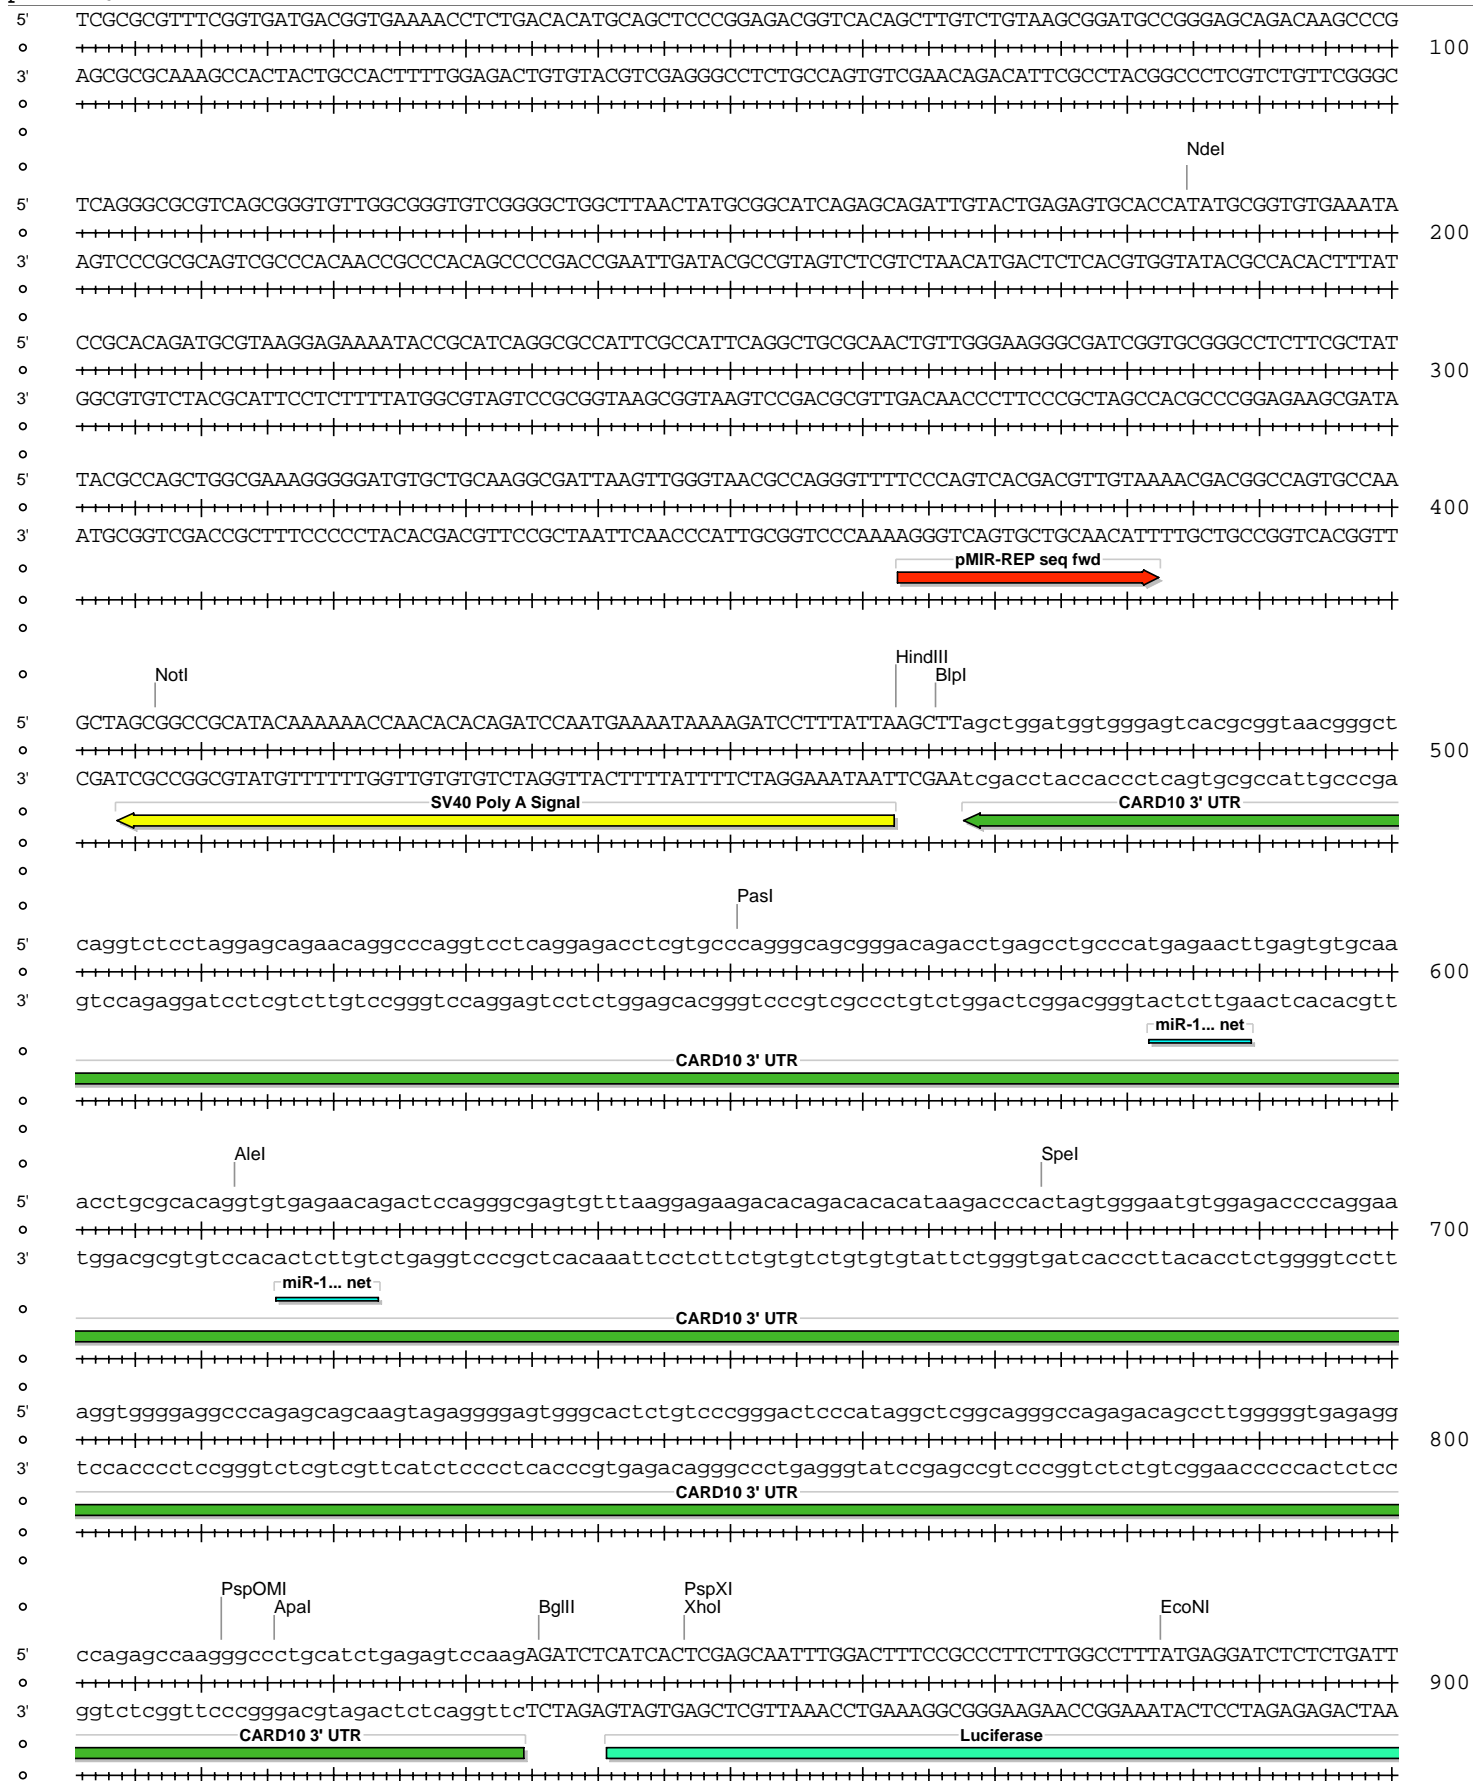 5' TCGCGCGTTTCGGTGATGACGGTGAAAACCTCTGACACATGCAGCTCCCGGAGACGGTCACAGCTTGTCTGTAAGCGGATGCCGGGAGCAGACAAGCCCG
100
3' AGCGCGCAAAGCCACTACTGCCACTTTTGGAGACTGTGTACGTCGAGGGCCTCTGCCAGTGTCGAACAGACATTCGCCTACGGCCCTCGTCTGTTCGGGC
NdeI
5' TCAGGGCGCGTCAGCGGGTGTTGGCGGGTGTCGGGGCTGGCTTAACTATGCGGCATCAGAGCAGATTGTACTGAGAGTGCACCATATGCGGTGTGAAATA
200
3' AGTCCCGCGCAGTCGCCCACAACCGCCCACAGCCCCGACCGAATTGATACGCCGTAGTCTCGTCTAACATGACTCTCACGTGGTATACGCCACACTTTAT
5' CCGCACAGATGCGTAAGGAGAAAATACCGCATCAGGCGCCATTCGCCATTCAGGCTGCGCAACTGTTGGGAAGGGCGATCGGTGCGGGCCTCTTCGCTAT
300
3' GGCGTGTCTACGCATTCCTCTTTTATGGCGTAGTCCGCGGTAAGCGGTAAGTCCGACGCGTTGACAACCCTTCCCGCTAGCCACGCCCGGAGAAGCGATA
5' TACGCCAGCTGGCGAAAGGGGGATGTGCTGCAAGGCGATTAAGTTGGGTAACGCCAGGGTTTTCCCAGTCACGACGTTGTAAAACGACGGCCAGTGCCAA
400
3' ATGCGGTCGACCGCTTTCCCCCTACACGACGTTCCGCTAATTCAACCCATTGCGGTCCCAAAAGGGTCAGTGCTGCAACATTTTGCTGCCGGTCACGGTT
pMIR-REP seq fwd
HindIII
NotI BlpI
5' GCTAGCGGCCGCATACAAAAAACCAACACACAGATCCAATGAAAATAAAAGATCCTTTATTAAGCTTagctggatggtgggagtcacgcggtaacgggct
500
3' CGATCGCCGGCGTATGTTTTTTGGTTGTGTGTCTAGGTTACTTTTATTTTCTAGGAAATAATTCGAAtcgacctaccaccctcagtgcgccattgcccga
SV40 Poly A Signal CARD10 3' UTR
PasI
5' caggtctcctaggagcagaacaggcccaggtcctcaggagacctcgtgcccagggcagcgggacagacctgagcctgcccatgagaacttgagtgtgcaa
600
3' gtccagaggatcctcgtcttgtccgggtccaggagtcctctggagcacgggtcccgtcgccctgtctggactcggacgggtactcttgaactcacacgtt
miR-1... net
CARD10 3' UTR
AleI SpeI
5' acctgcgcacaggtgtgagaacagactccagggcgagtgtttaaggagaagacacagacacacataagacccactagtgggaatgtggagaccccaggaa
700
3' tggacgcgtgtccacactcttgtctgaggtcccgctcacaaattcctcttctgtgtctgtgtgtattctgggtgatcacccttacacctctggggtcctt
miR-1... net
CARD10 3' UTR
5' aggtggggaggcccagagcagcaagtagaggggagtgggcactctgtcccgggactcccataggctcggcagggccagagacagccttgggggtgagagg
800
3' tccacccctccgggtctcgtcgttcatctcccctcacccgtgagacagggccctgagggtatccgagccgtcccggtctctgtcggaacccccactctcc
CARD10 3' UTR
PspOMI PspXI
ApaI BglII XhoI EcoNI
5' ccagagccaagggcccctgcatctgagagtccaagAGATCTCATCACTCGAGCAATTTGGACTTTCCGCCCTTCTTGGCCTTTATGAGGATCTCTCTGATT
900
3' ggtctcggttcccgggacgtagactctcaggttcTCTAGAGTAGTGAGCTCGTTAAACCTGAAAGGCGGGAAGAACCGGAAATACTCCTAGAGAGACTAA
CARD10 3' UTR Luciferase